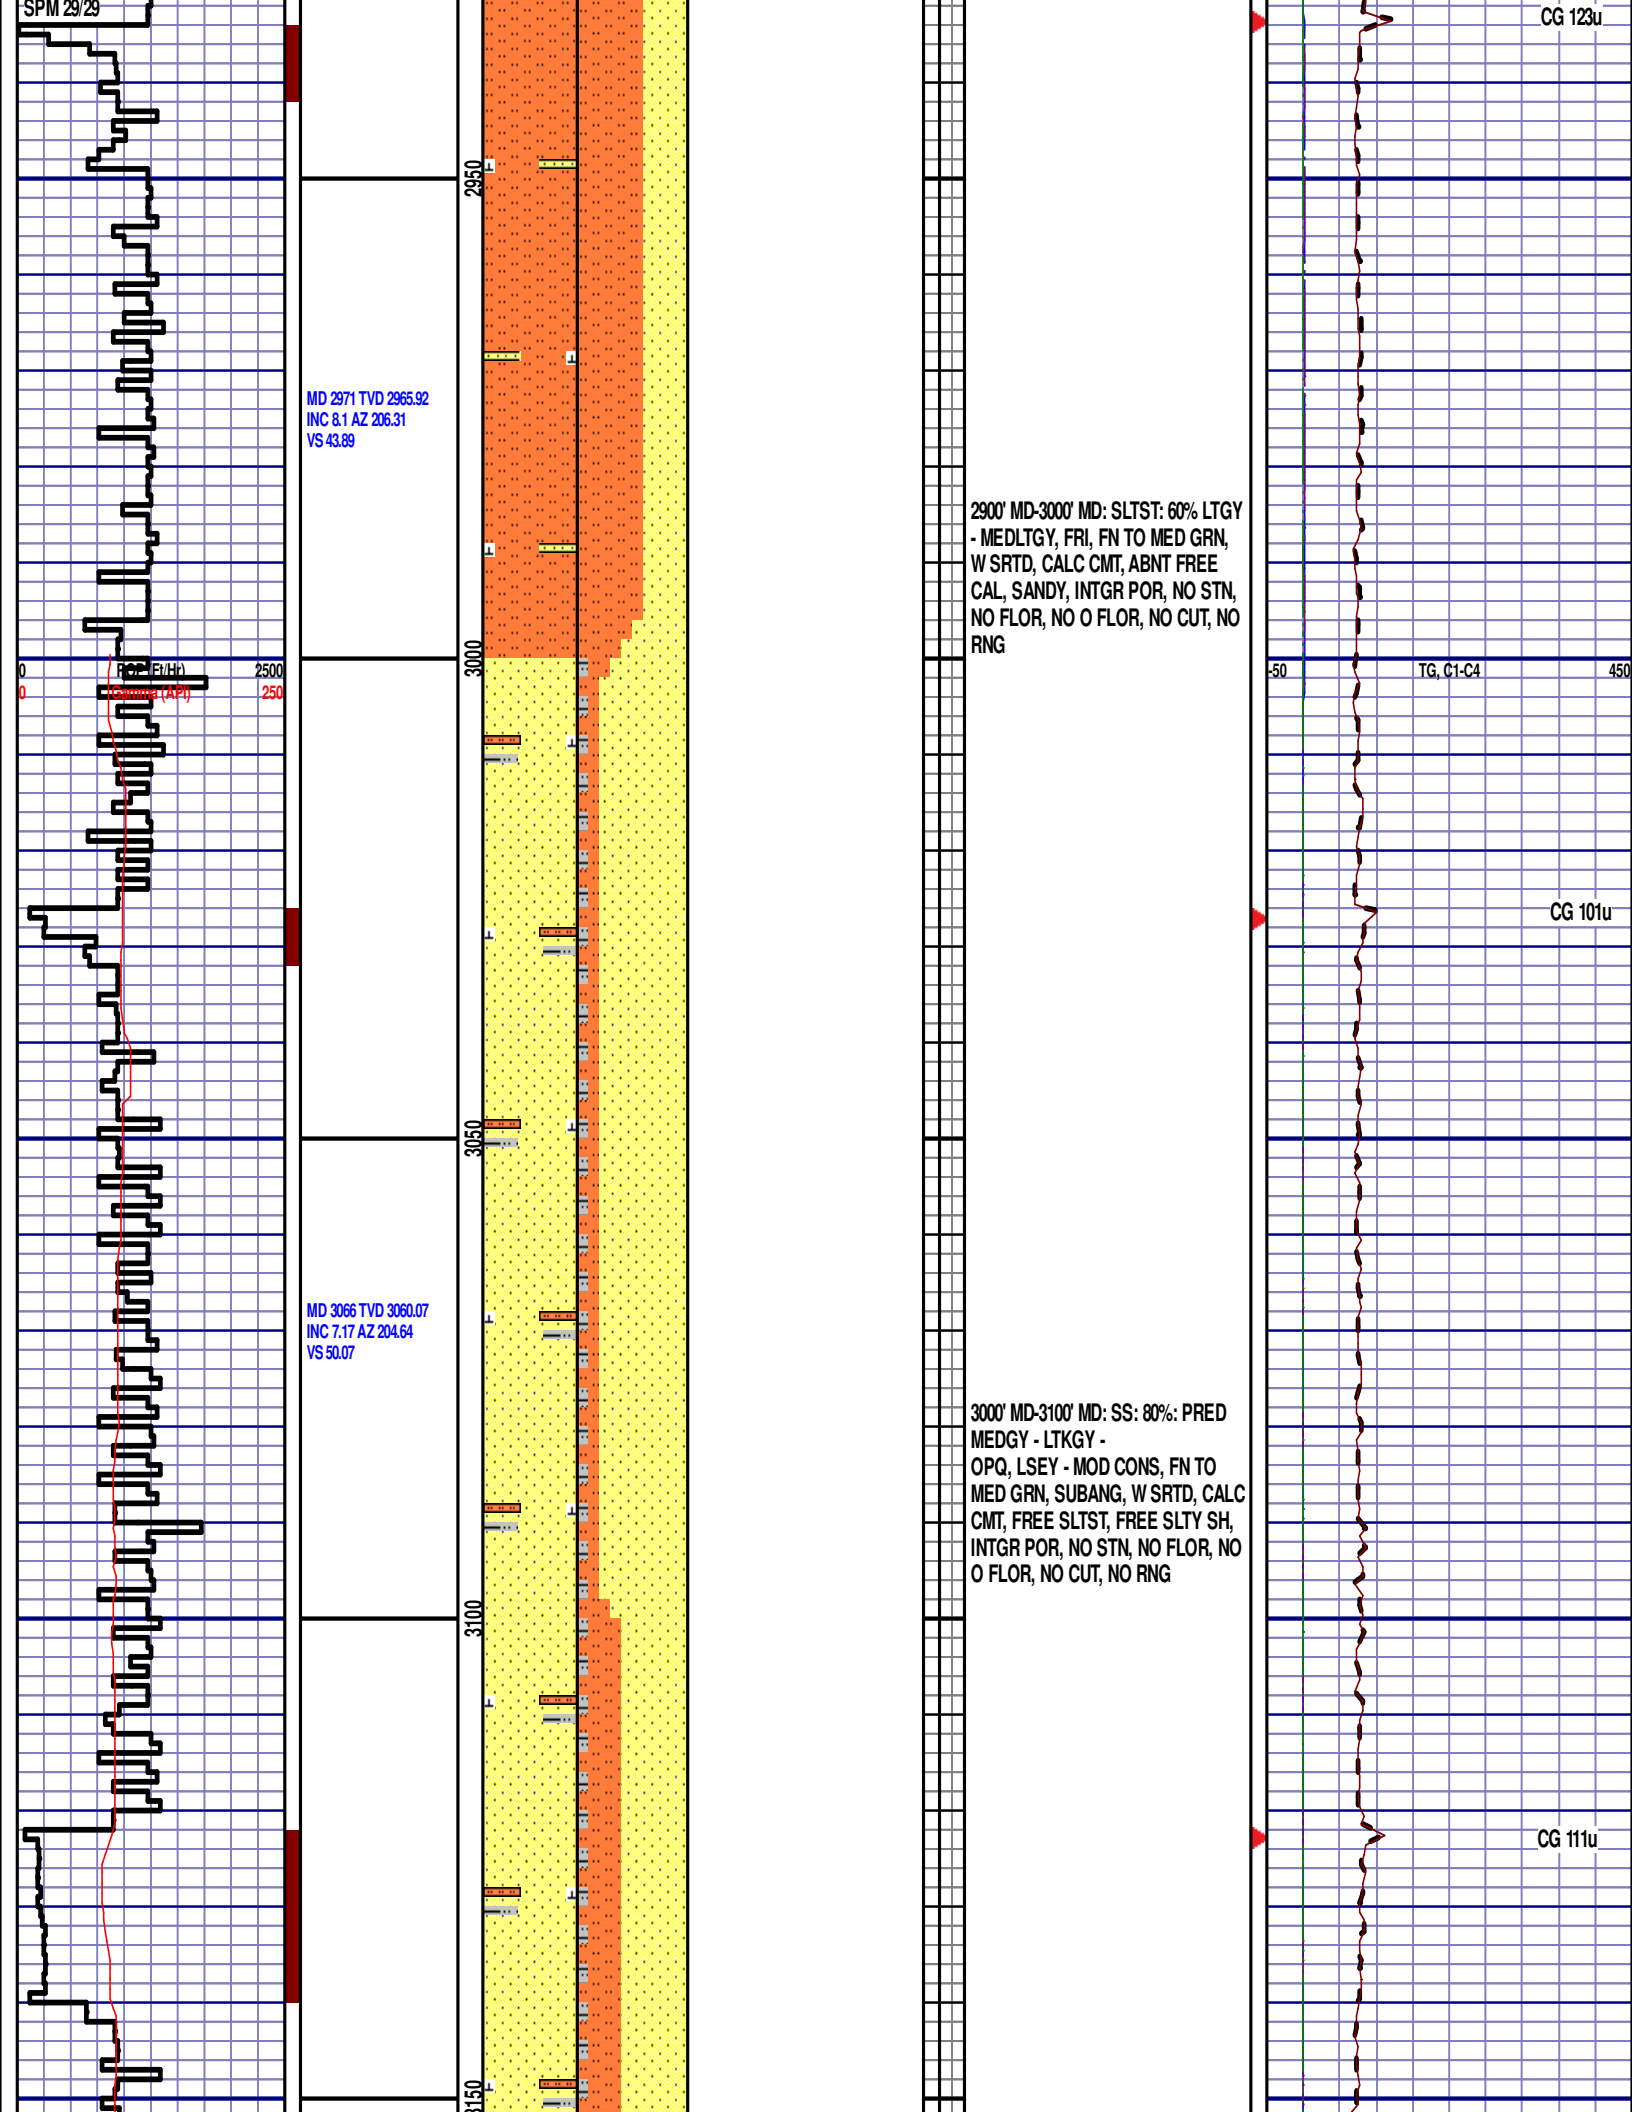 SPM 29/29
CG 123u
2950
MD 2971 TVD 2965.92
INC 8.1 AZ 206.31
VS 43.89
2900' MD-3000' MD: SLTST: 60% LTGY
- MEDLTGY, FRI, FN TO MED GRN,
W SRTD, CALC CMT, ABNT FREE
CAL, SANDY, INTGR POR, NO STN,
NO FLOR, NO O FLOR, NO CUT, NO
RNG
3000
0 ROP (Ft/Hr) 2500
0 Gamma (API) 250
-50 TG, C1-C4 450
CG 101u
3050
MD 3066 TVD 3060.07
INC 7.17 AZ 204.64
VS 50.07
3000' MD-3100' MD: SS: 80%: PRED
MEDGY - LTKGY -
OPQ, LSEY - MOD CONS, FN TO
MED GRN, SUBANG, W SRTD, CALC
CMT, FREE SLTST, FREE SLTY SH,
INTGR POR, NO STN, NO FLOR, NO
O FLOR, NO CUT, NO RNG
3100
CG 111u
3150